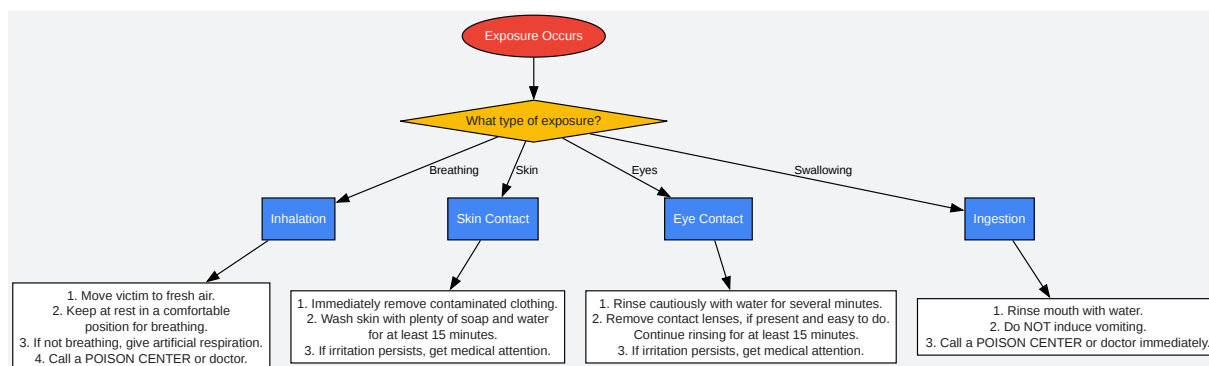 Exposure Occurs
What type of exposure?
Breathing
Skin
Eyes
Swallowing
Inhalation
Skin Contact
Eye Contact
Ingestion
1. Move victim to fresh air.
2. Keep at rest in a comfortable
position for breathing.
3. If not breathing, give artificial respiration.
4. Call a POISON CENTER or doctor.
1. Immediately remove contaminated clothing.
2. Wash skin with plenty of soap and water
for at least 15 minutes.
3. If irritation persists, get medical attention.
1. Rinse cautiously with water for several minutes.
2. Remove contact lenses, if present and easy to do.
Continue rinsing for at least 15 minutes.
3. If irritation persists, get medical attention.
1. Rinse mouth with water.
2. Do NOT induce vomiting.
3. Call a POISON CENTER or doctor immediately.